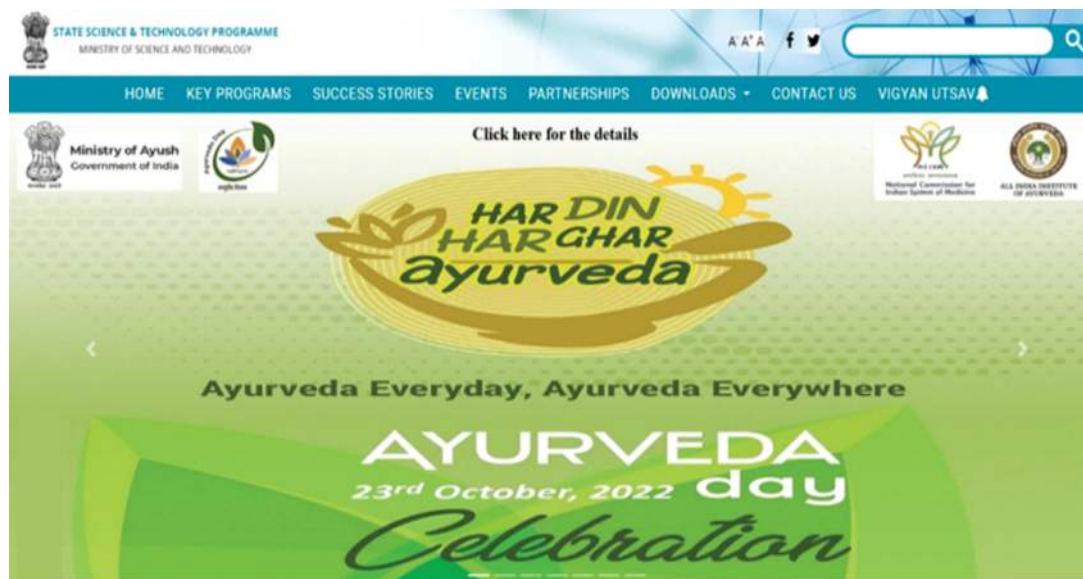 STATE SCIENCE & TECHNOLOGY PROGRAMME
MINISTRY OF SCIENCE AND TECHNOLOGY
A⁻ A⁺ A
HOME KEY PROGRAMS SUCCESS STORIES EVENTS PARTNERSHIPS DOWNLOADS CONTACT US VIGYAN UTSAV
Click here for the details
Ministry of Ayush
Government of India
National Commission for
Indian System of Medicine
ALL INDIA INSTITUTE
OF AYURVEDA
HAR DIN
HAR GHAR
ayurveda
Ayurveda Everyday, Ayurveda Everywhere
AYURVEDA
23rd October, 2022 day
Celebration